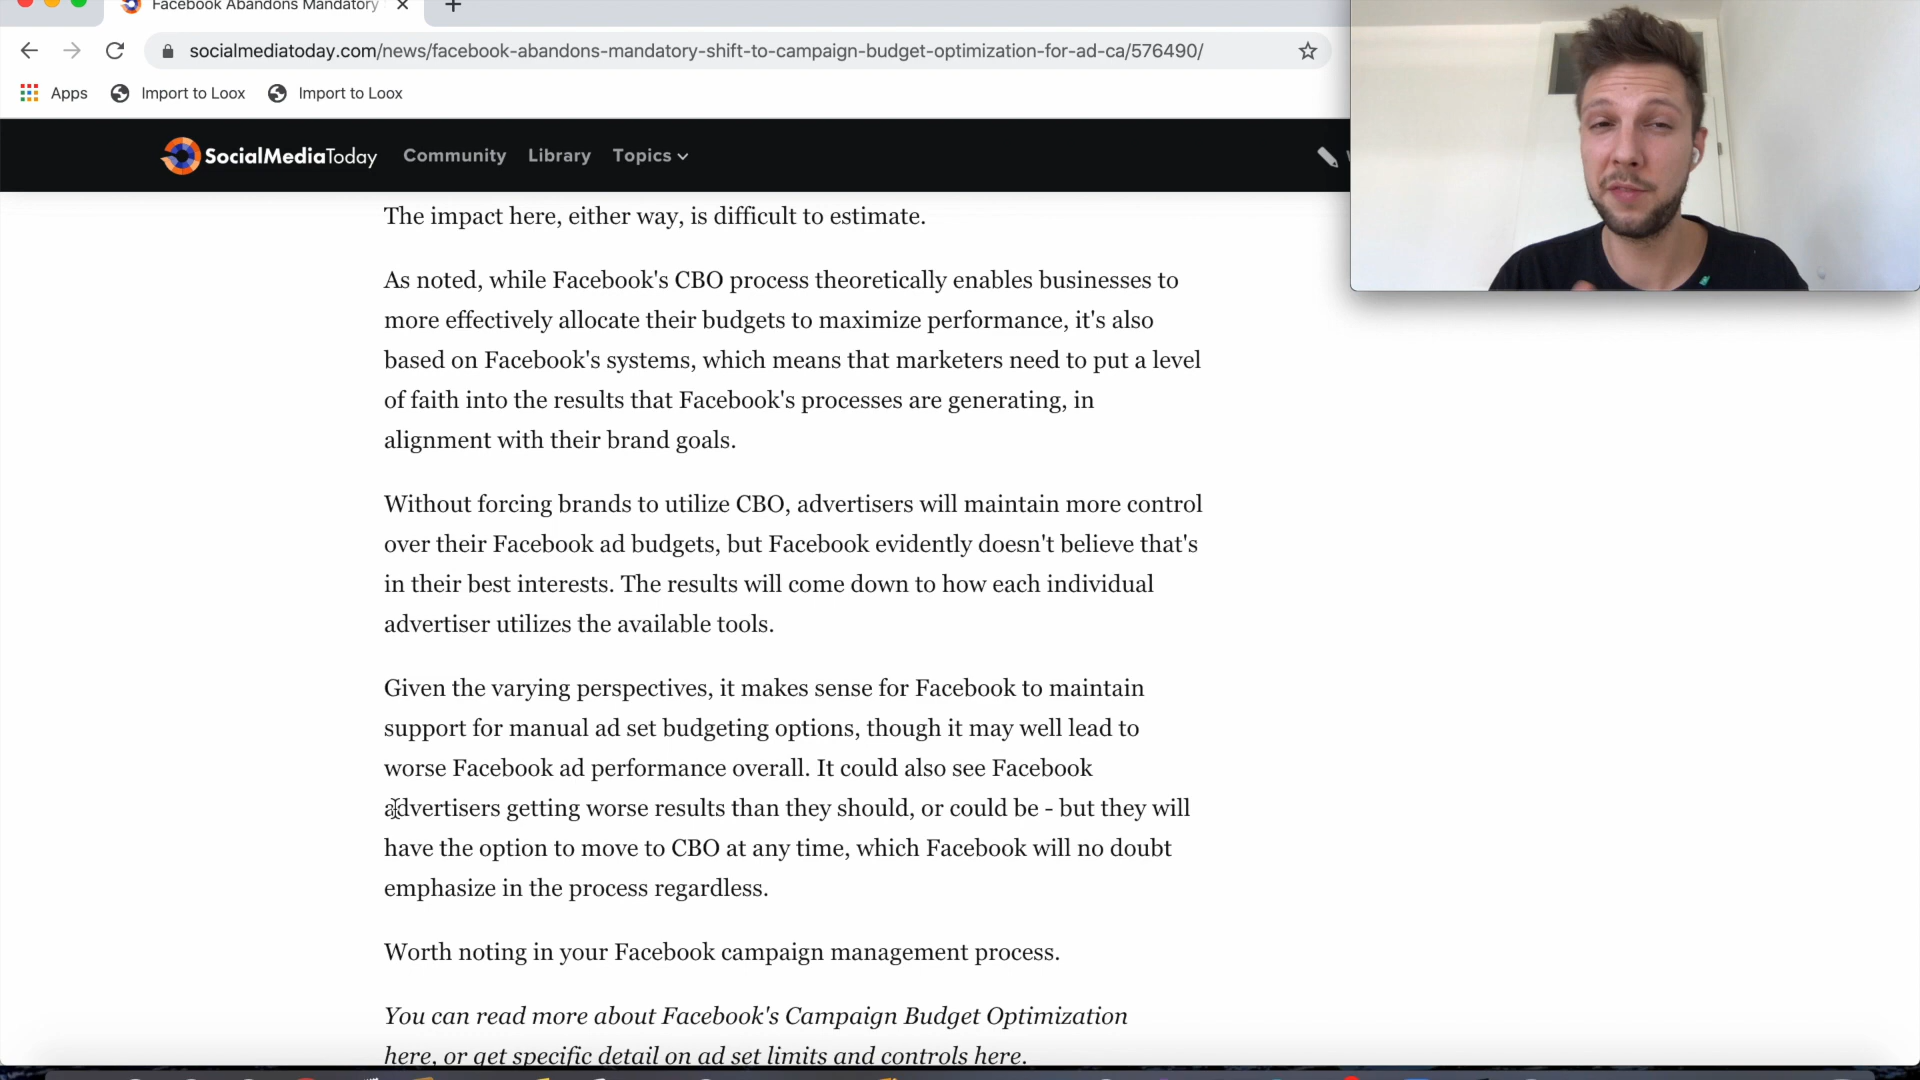 Facebook Abandons Mandatory
socialmediatoday.com/news/facebook-abandons-mandatory-shift-to-campaign-budget-optimization-for-ad-ca/576490/
Apps Import to Loox Import to Loox
SocialMediaToday Community Library Topics
The impact here, either way, is difficult to estimate.
As noted, while Facebook's CBO process theoretically enables businesses to
more effectively allocate their budgets to maximize performance, it's also
based on Facebook's systems, which means that marketers need to put a level
of faith into the results that Facebook's processes are generating, in
alignment with their brand goals.
Without forcing brands to utilize CBO, advertisers will maintain more control
over their Facebook ad budgets, but Facebook evidently doesn't believe that's
in their best interests. The results will come down to how each individual
advertiser utilizes the available tools.
Given the varying perspectives, it makes sense for Facebook to maintain
support for manual ad set budgeting options, though it may well lead to
worse Facebook ad performance overall. It could also see Facebook
advertisers getting worse results than they should, or could be - but they will
have the option to move to CBO at any time, which Facebook will no doubt
emphasize in the process regardless.
Worth noting in your Facebook campaign management process.
You can read more about Facebook's Campaign Budget Optimization
here, or get specific detail on ad set limits and controls here.